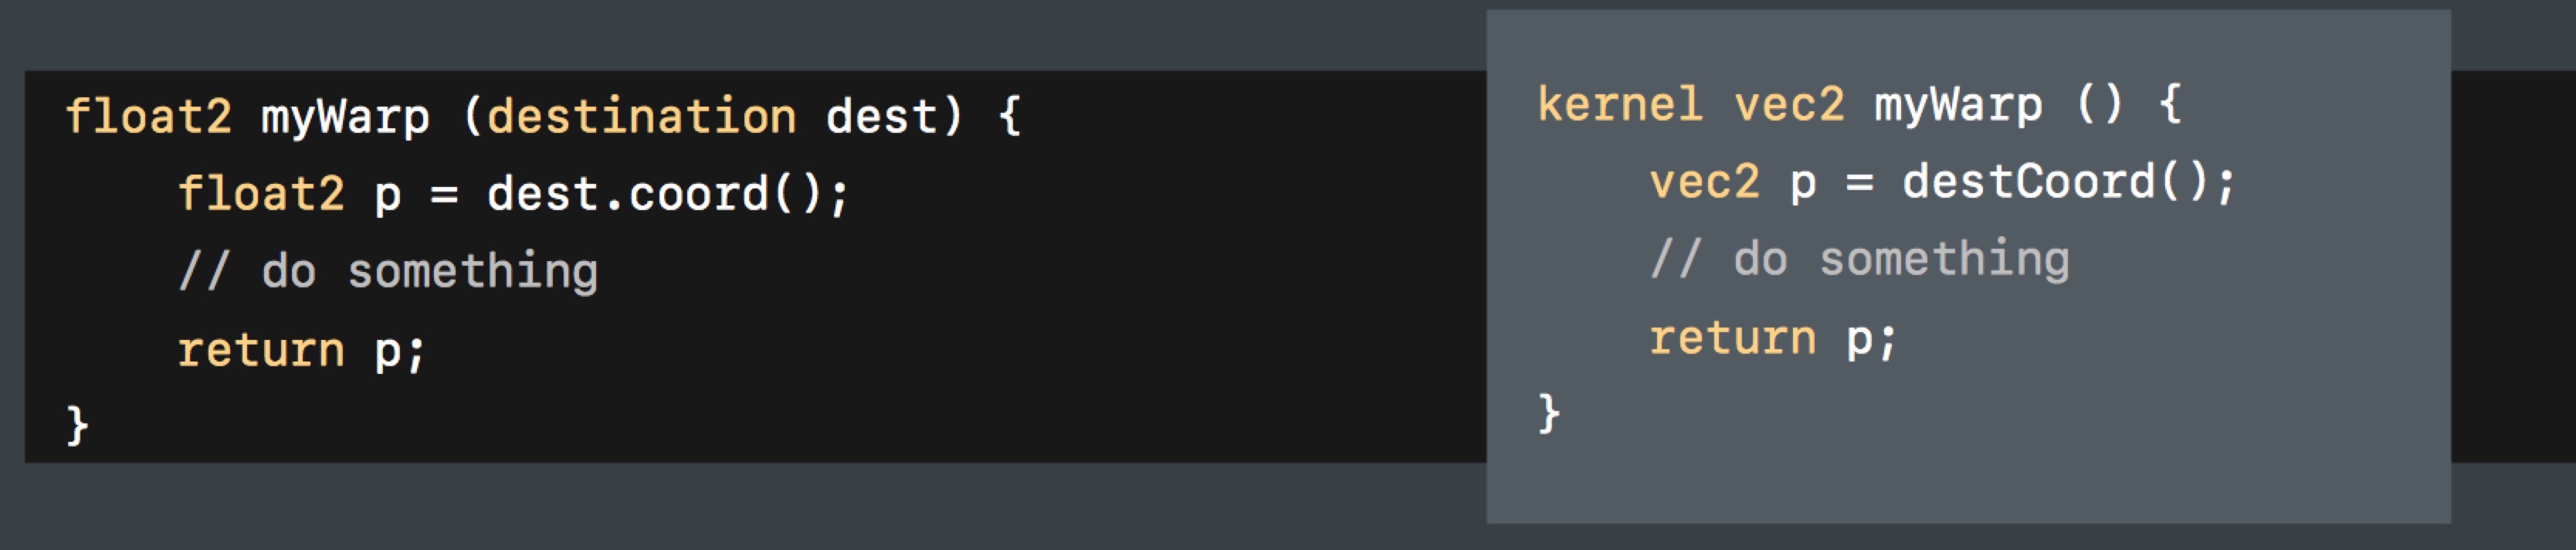 float2 myWarp (destination dest) {
    float2 p = dest.coord();
    // do something
    return p;
}
kernel vec2 myWarp () {
    vec2 p = destCoord();
    // do something
    return p;
}